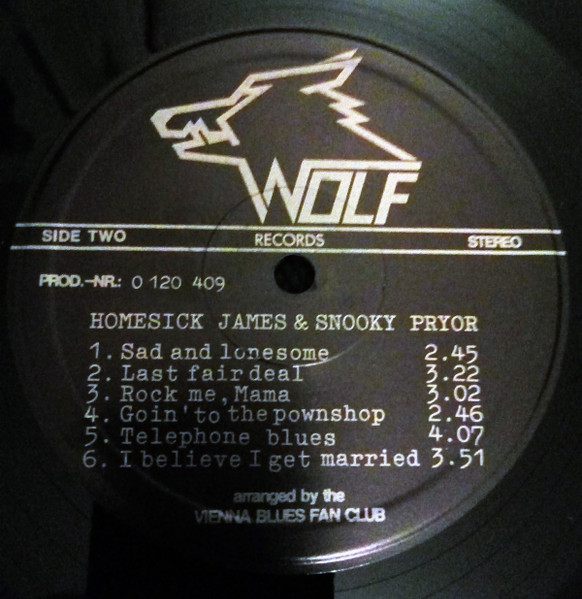 WOLF
SIDE TWO RECORDS STEREO
PROD.-NR.: 0 120 409
HOMESICK JAMES & SNOOKY PRYOR
1. Sad and lonesome 2.45
2. Last fair deal 3.22
3. Rock me, Mama 3.02
4. Goin' to the pownshop 2.46
5. Telephone blues 4.07
6. I believe I get married 3.51
arranged by the
VIENNA BLUES FAN CLUB